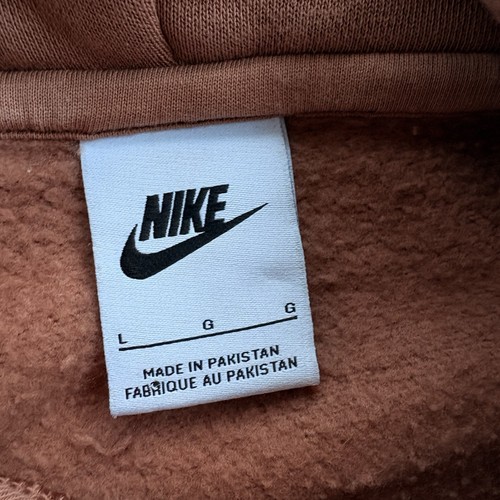 NIKE
L G G
MADE IN PAKISTAN
FABRIQUE AU PAKISTAN